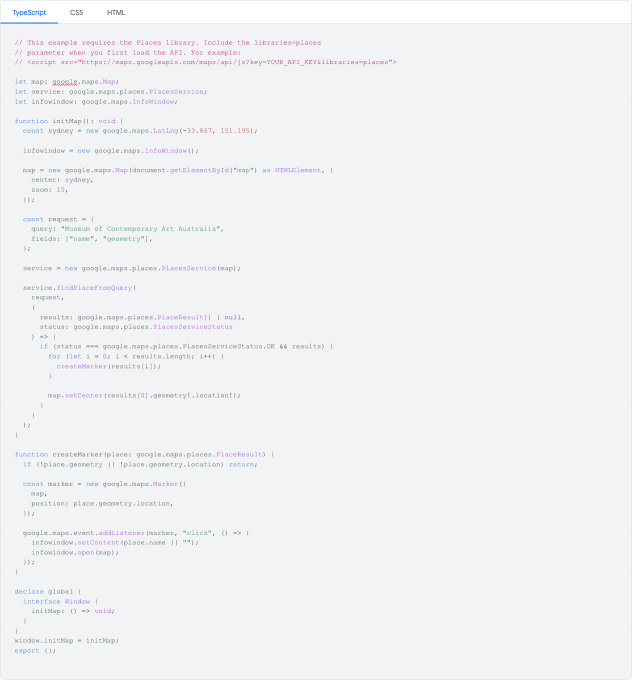 TypeScript CSS HTML
// This example requires the Places library. Include the libraries=places
// parameter when you first load the API. For example:
// <script src="https://maps.googleapis.com/maps/api/js?key=YOUR_API_KEY&libraries=places">
let map: google.maps.Map;
let service: google.maps.places.PlacesService;
let infowindow: google.maps.InfoWindow;
function initMap(): void {
const sydney = new google.maps.LatLng(-33.867, 151.195);
infowindow = new google.maps.InfoWindow();
map = new google.maps.Map(document.getElementById("map") as HTMLElement, {
center: sydney,
zoom: 15,
});
const request = {
query: "Museum of Contemporary Art Australia",
fields: ["name", "geometry"],
};
service = new google.maps.places.PlacesService(map);
service.findPlaceFromQuery(
request,
(
results: google.maps.places.PlaceResult[] | null,
status: google.maps.places.PlacesServiceStatus
) => {
if (status === google.maps.places.PlacesServiceStatus.OK && results) {
for (let i = 0; i < results.length; i++) {
createMarker(results[i]);
}
map.setCenter(results[0].geometry!.location!);
}
}
);
}
function createMarker(place: google.maps.places.PlaceResult) {
if (!place.geometry || !place.geometry.location) return;
const marker = new google.maps.Marker({
map,
position: place.geometry.location,
});
google.maps.event.addListener(marker, "click", () => {
infowindow.setContent(place.name || "");
infowindow.open(map);
});
}
declare global {
interface Window {
initMap: () => void;
}
}
window.initMap = initMap;
export {};